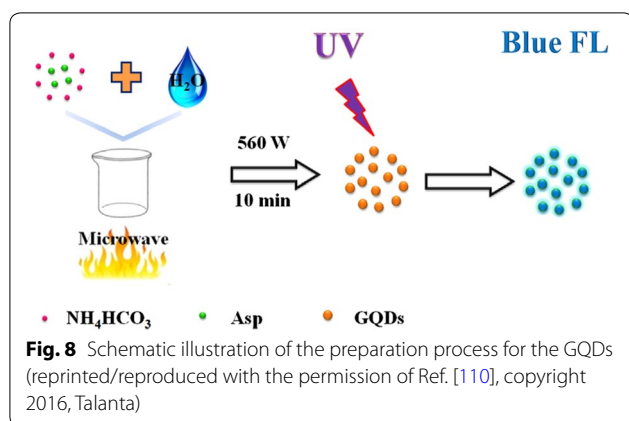 UV
Blue FL
H₂O
560 W
10 min
Microwave
NH₄HCO₃ Asp GQDs
Fig. 8 Schematic illustration of the preparation process for the GQDs
(reprinted/reproduced with the permission of Ref. [110], copyright
2016, Talanta)